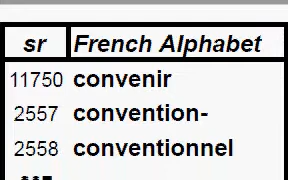 sr French Alphabet
11750 convenir
2557 convention-
2558 conventionnel